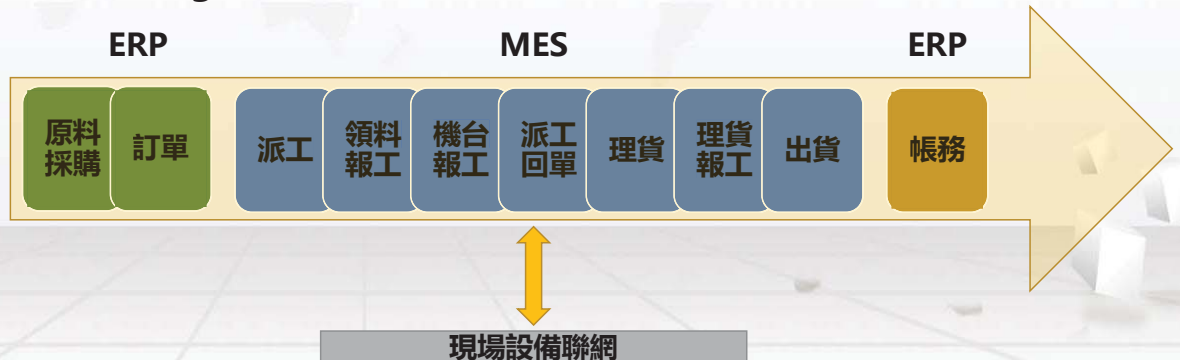 ERP
MES
ERP
原料
採購
訂單
派工
領料
報工
機台
報工
派工
回單
理貨
理貨
報工
出貨
帳務
現場設備聯網